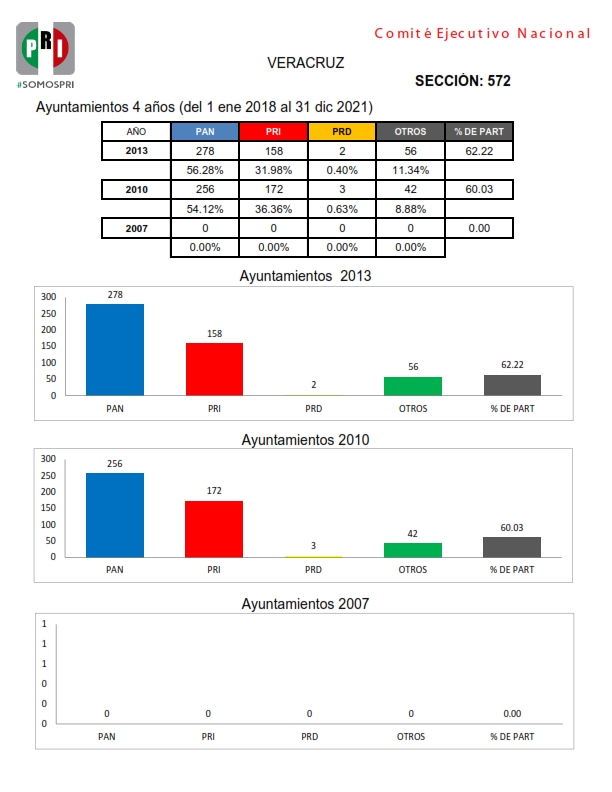 Comité Ejecutivo Nacional
PRI
#SOMOSPRI
VERACRUZ
SECCIÓN: 572
Ayuntamientos 4 años (del 1 ene 2018 al 31 dic 2021)
AÑO PAN PRI PRD OTROS % DE PART
2013 278 158 2 56 62.22
56.28% 31.98% 0.40% 11.34%
2010 256 172 3 42 60.03
54.12% 36.36% 0.63% 8.88%
2007 0 0 0 0 0.00
0.00% 0.00% 0.00% 0.00%
Ayuntamientos 2013
300
250
200
150
100
50
0
278
158
2
56
62.22
PAN PRI PRD OTROS % DE PART
Ayuntamientos 2010
300
250
200
150
100
50
0
256
172
3
42
60.03
PAN PRI PRD OTROS % DE PART
Ayuntamientos 2007
1
1
1
0
0
0
0 0 0 0 0.00
PAN PRI PRD OTROS % DE PART